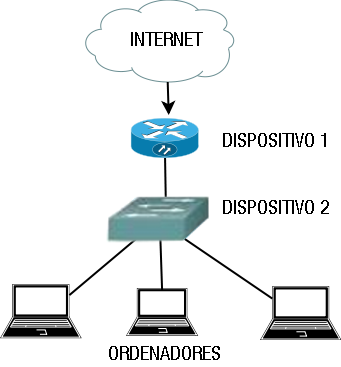 INTERNET
DISPOSITIVO 1
DISPOSITIVO 2
ORDENADORES